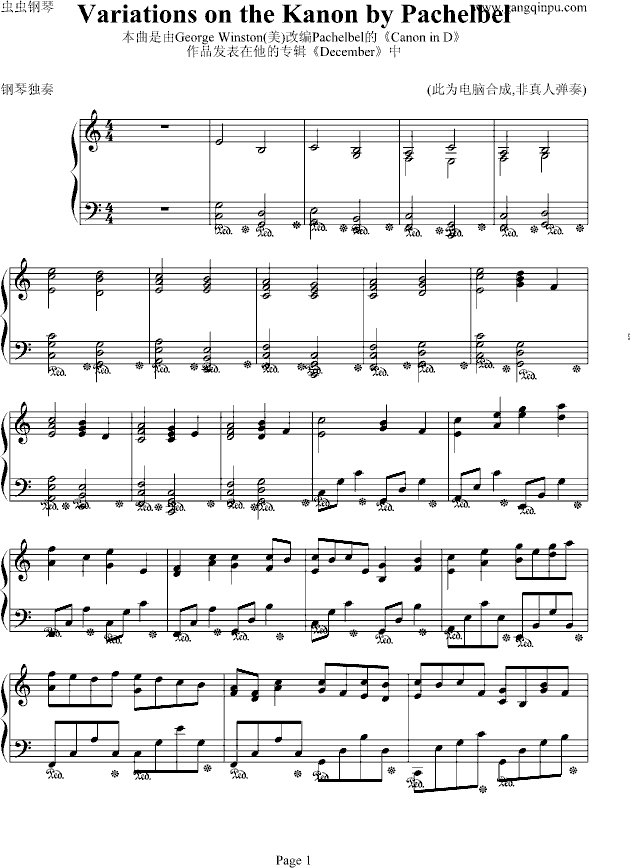 虫虫钢琴
www.gangqinpu.com
Variations on the Kanon by Pachelbel
本曲是由George Winston(美)改编Pachelbel的《Canon in D》
作品发表在他的专辑《December》中
钢琴独奏
(此为电脑合成,非真人弹奏)
Page 1